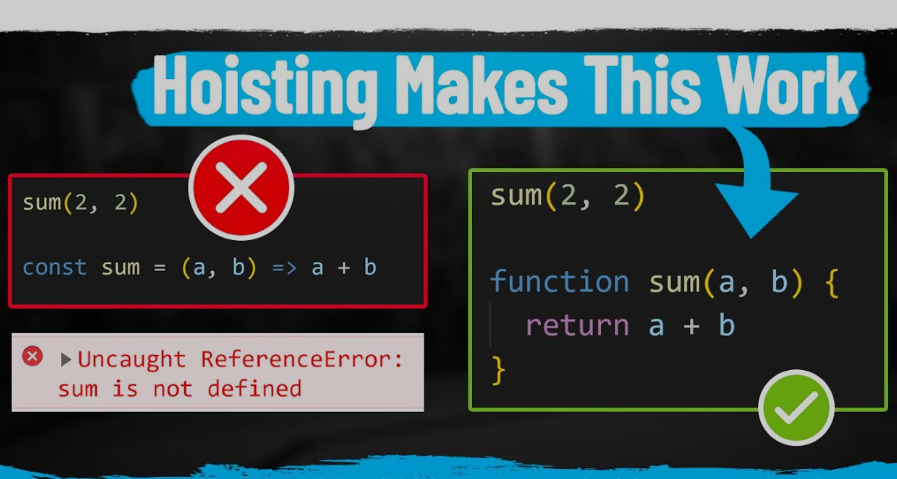 Hoisting Makes This Work
sum(2, 2)
const sum = (a, b) => a + b
Uncaught ReferenceError:
sum is not defined
sum(2, 2)
function sum(a, b) {
return a + b
}